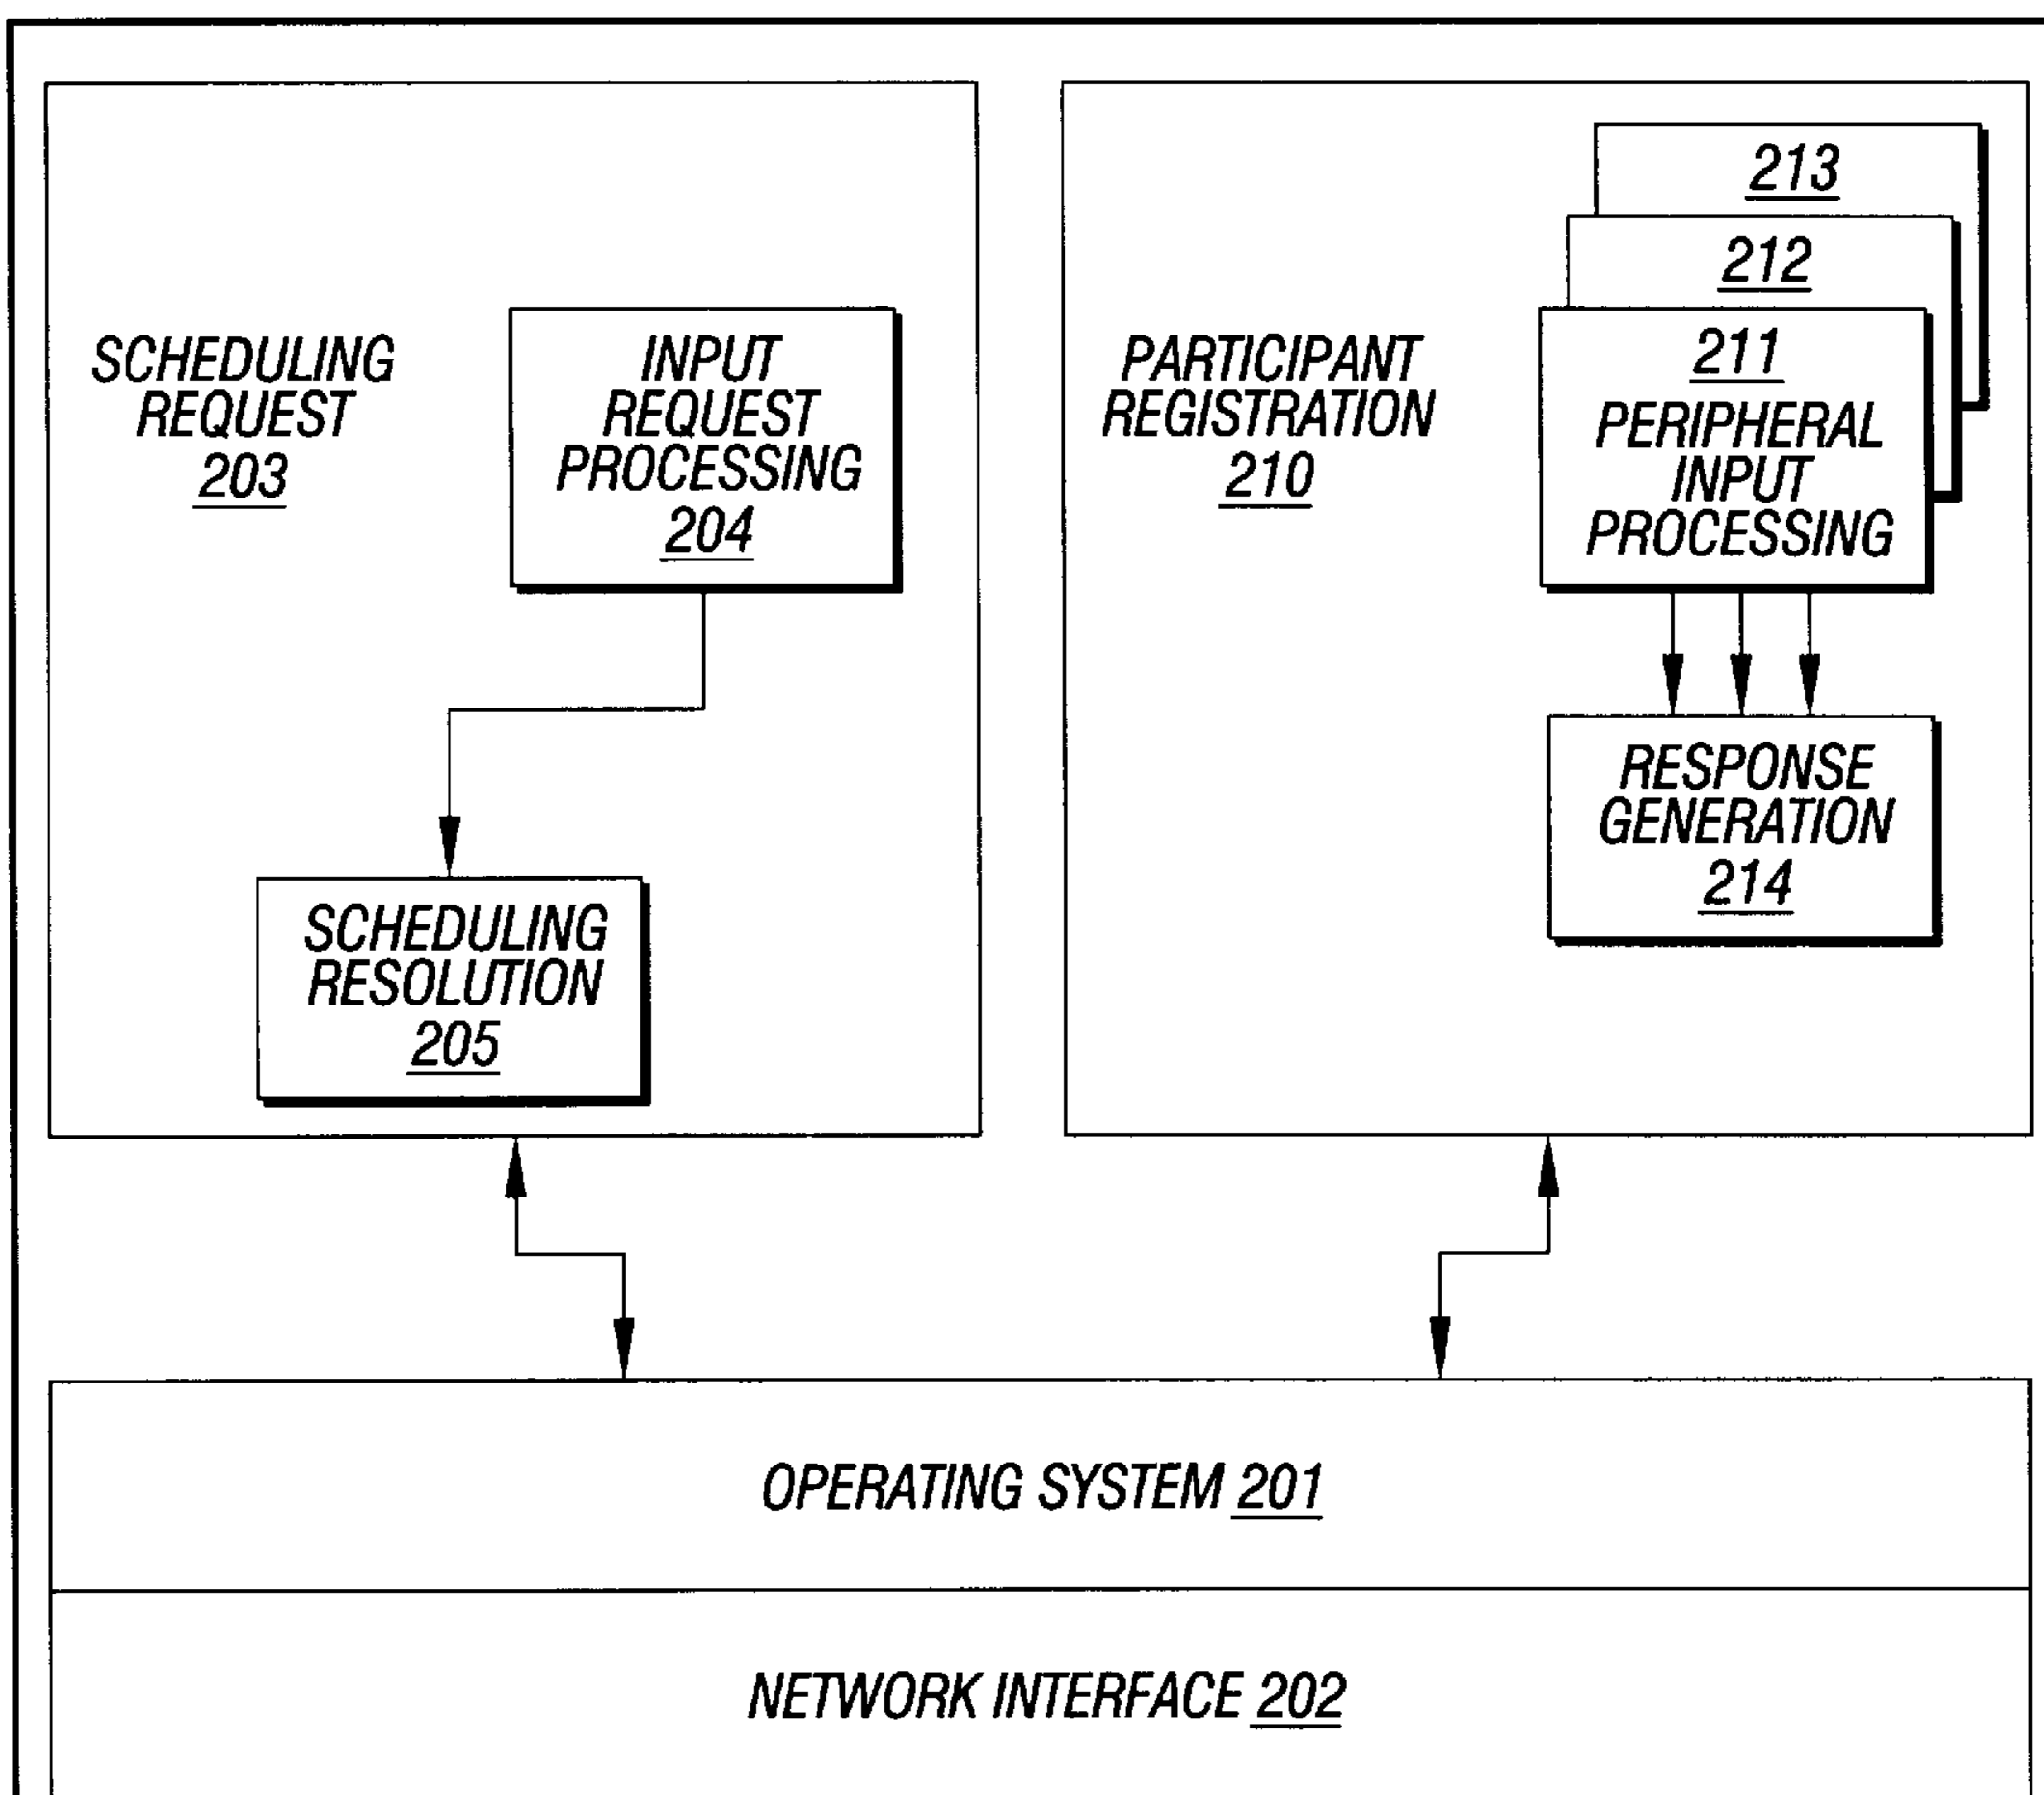 SCHEDULING
REQUEST
203
INPUT
REQUEST
PROCESSING
204
SCHEDULING
RESOLUTION
205
PARTICIPANT
REGISTRATION
210
213
212
211
PERIPHERAL
INPUT
PROCESSING
RESPONSE
GENERATION
214
OPERATING SYSTEM 201
NETWORK INTERFACE 202